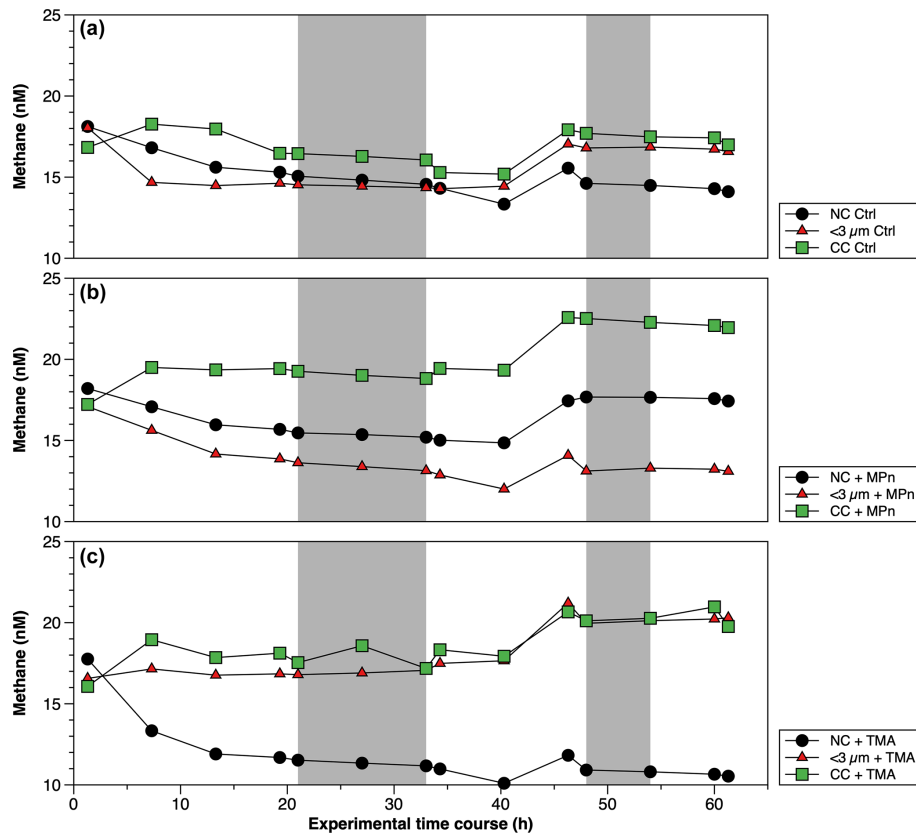 (a)
25
20
15
10
Methane (nM)
NC Ctrl
<3 µm Ctrl
CC Ctrl
(b)
25
20
15
10
Methane (nM)
NC + MPn
<3 µm + MPn
CC + MPn
(c)
25
20
15
10
Methane (nM)
NC + TMA
<3 µm + TMA
CC + TMA
0 10 20 30 40 50 60
Experimental time course (h)